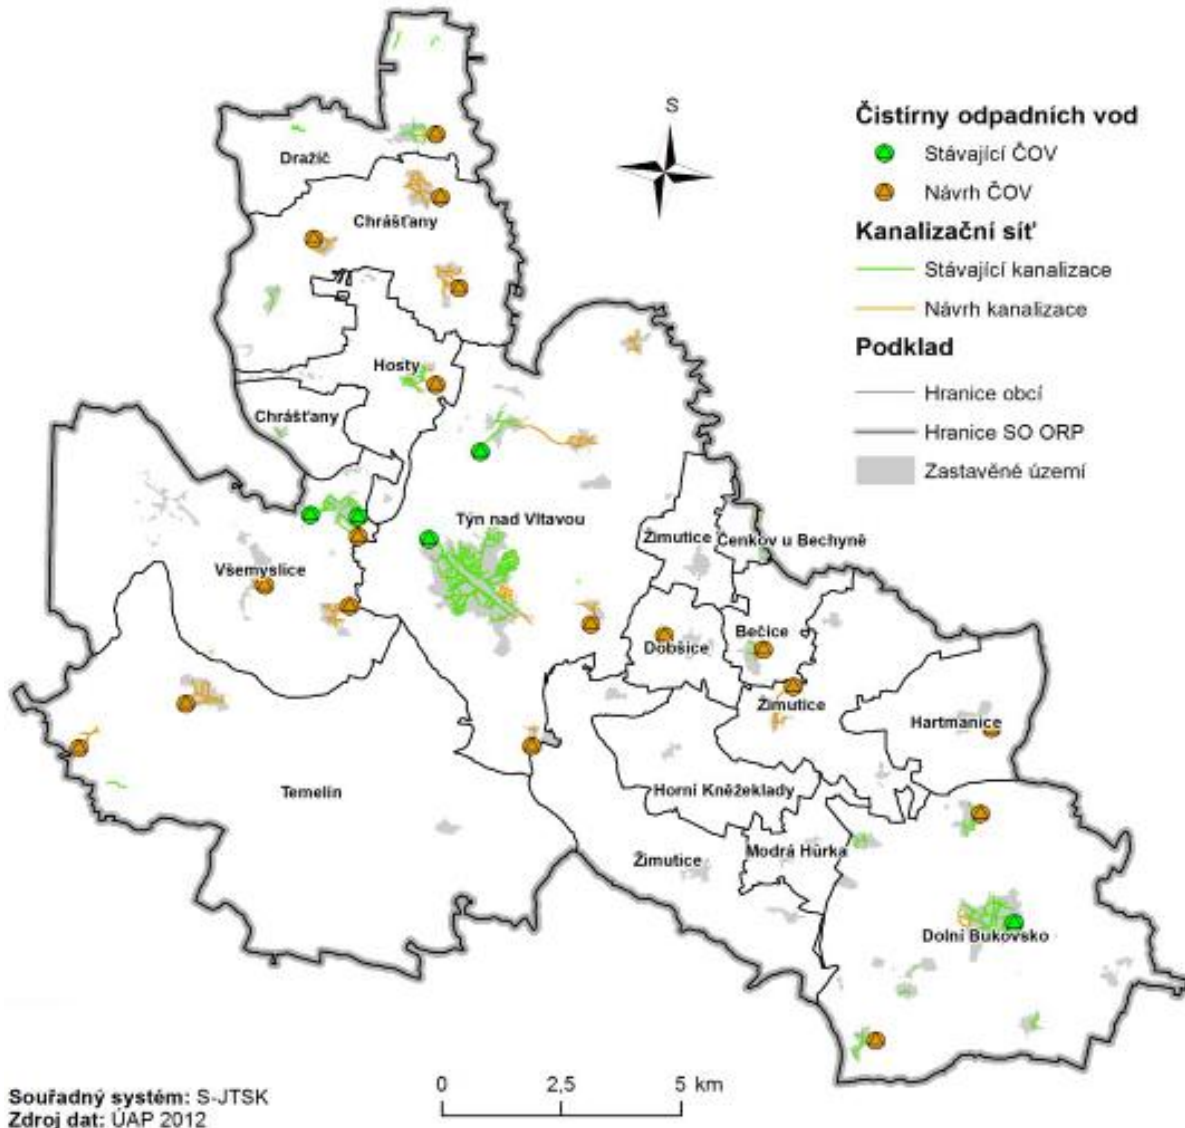 S
Čistírny odpadních vod
Stávající ČOV
Návrh ČOV
Kanalizační síť
Stávající kanalizace
Návrh kanalizace
Podklad
Hranice obcí
Hranice SO ORP
Zastavěné území
Dražíč
Chrášťany
Hosty
Chrášťany
Týn nad Vltavou
Žimutice
Čenkov u Bechyně
Všemyslice
Bečice
Dobšice
Žimutice
Hartmanice
Temelín
Horní Kněžeklady
Žimutice
Modrá Hůrka
Dolní Bukovsko
0 2,5 5 km
Souřadný systém: S-JTSK
Zdroj dat: ÚAP 2012